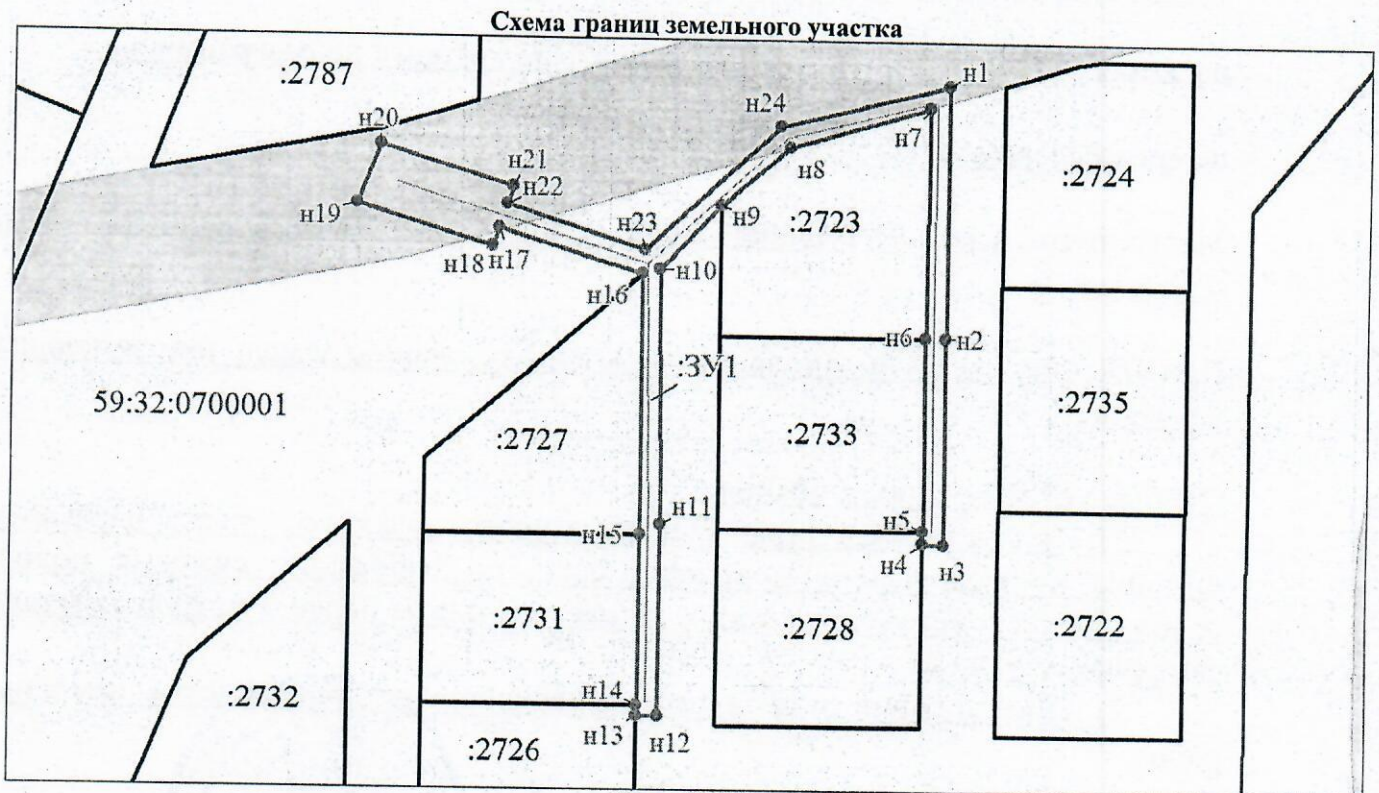 Схема границ земельного участка
:2787
н1
н24
н20
н7
н8
н21
:2724
н22
н19
н9
:2723
н23
н18
н17
н10
н16
н6
н2
:ЗУ1
59:32:0700001
:2735
:2727
:2733
н11
н5
н15
н4
н3
:2731
:2728
:2722
:2732
н14
н13
н12
:2726